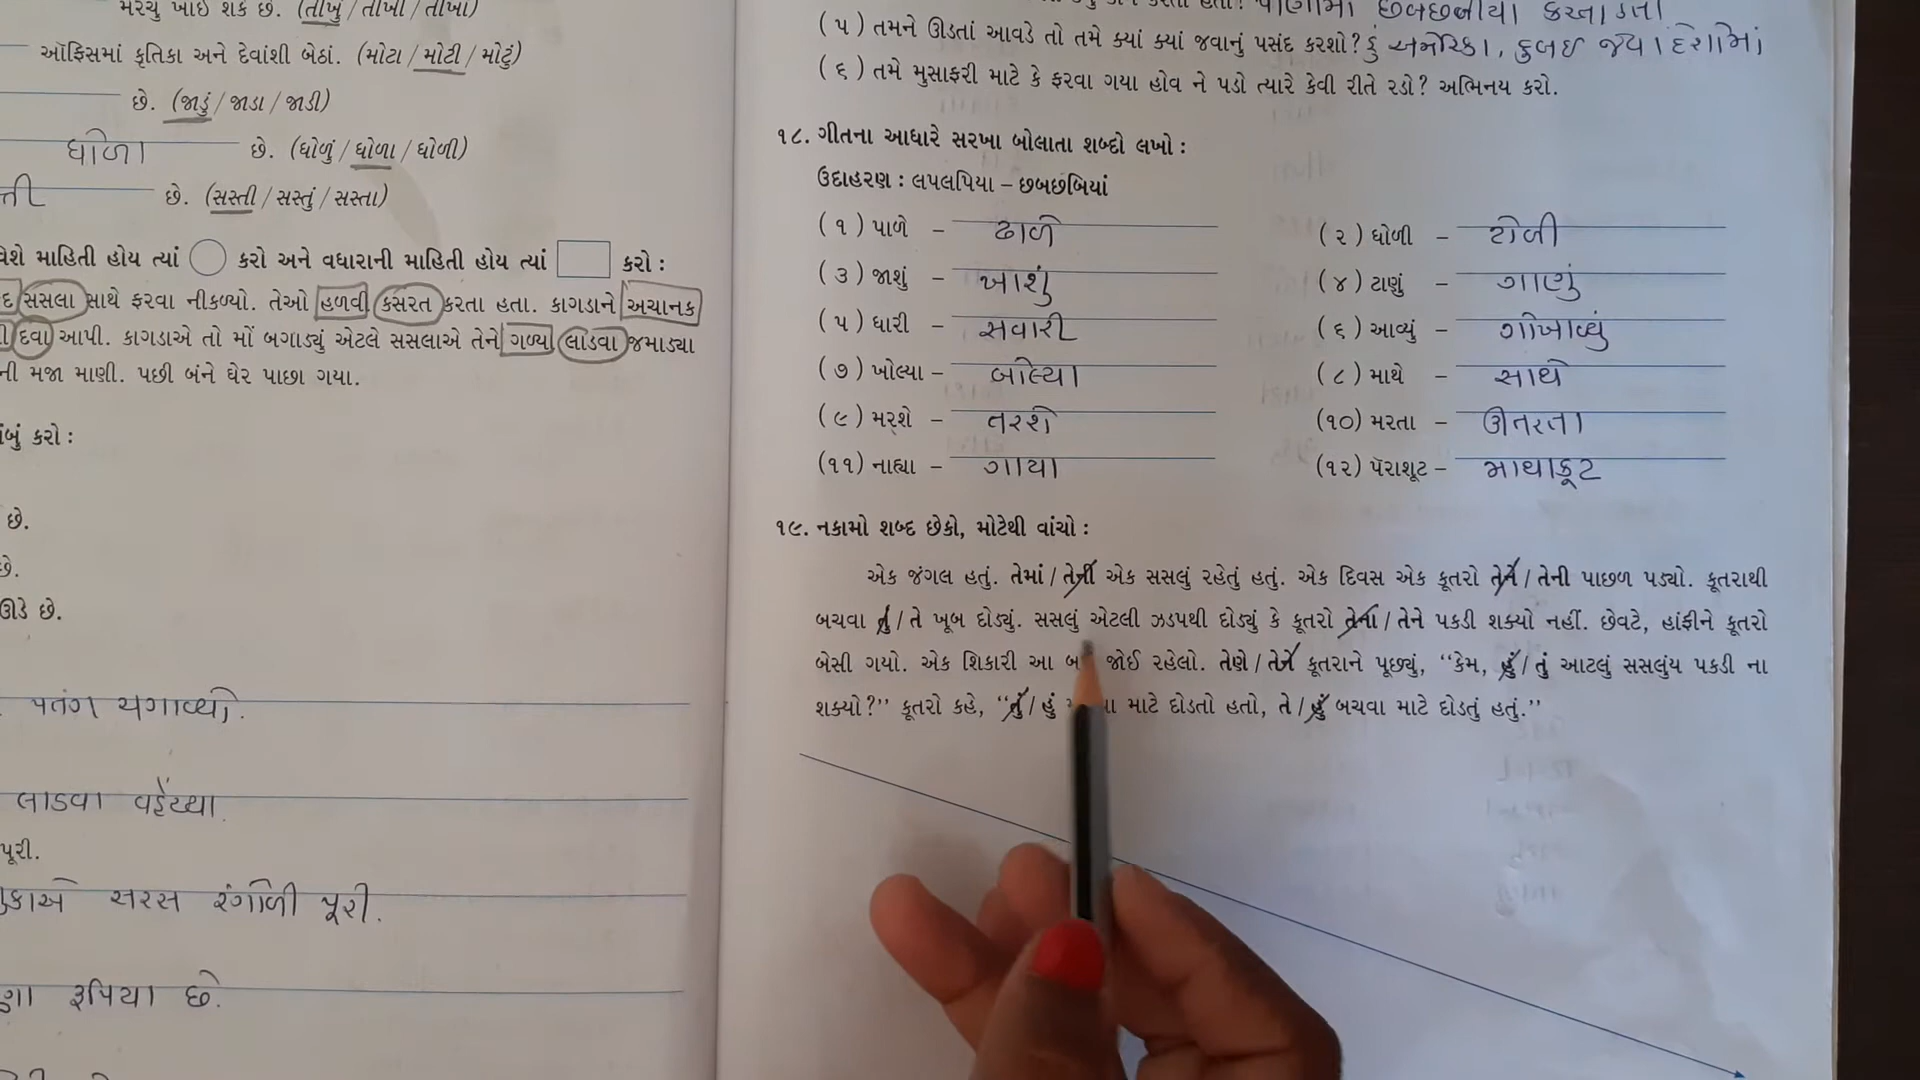 મરચુ ખાઈ શકે છે. (તીખું / તીખી / તીખા)
ઑફિસમાં કૃતિકા અને દેવાંશી બેઠાં. (મોટા / મોટી / મોટું)
છે. (જાડું / જાડા / જાડી)
ધોળા છે. (ધોળું / ધોળા / ધોળી)
છે. (સસ્તી / સસ્તું / સસ્તા)
માહિતી હોય ત્યાં ◯ કરો અને વધારાની માહિતી હોય ત્યાં □ કરો :
સસલા સાથે ફરવા નીકળ્યો. તેઓ હળવી કસરત કરતા હતા. કાગડાને અચાનક
દવા આપી. કાગડાએ તો મોં બગાડ્યું એટલે સસલાએ તેને ગળ્યા લાડવા જમાડ્યા
ની મજા માણી. પછી બંને ઘેર પાછા ગયા.
કરો :
છે.
છે.
ઊડે છે.
પતંગ ચગાવ્યો.
લાડવા વહેંચ્યા.
પૂરી.
સરસ રંગોળી પૂરી.
રૂપિયા છે.
(૫) તમને ઊડતાં આવડે તો તમે ક્યાં ક્યાં જવાનું પસંદ કરશો? હું અમેરિકા, દુબઇ જેવા દેશોમાં
(૬) તમે મુસાફરી માટે કે ફરવા ગયા હોવ ને પડો ત્યારે કેવી રીતે રડો? અભિનય કરો.
૧૮. ગીતના આધારે સરખા બોલાતા શબ્દો લખો :
ઉદાહરણ : લપલપિયા – છબછબિયાં
(૧) પાળે – ઢાળે (૨) ધોળી – ટોળી
(૩) જાશું – ખાશું (૪) ટાણું – ગાણું
(૫) ધારી – સવારી (૬) આવ્યું – ગોખાવ્યું
(૭) ખોલ્યા – બોલ્યા (૮) માથે – સાથે
(૯) મરશે – તરશે (૧૦) મરતા – ઊતરતા
(૧૧) નાહ્યા – ગાયા (૧૨) પૅરાશૂટ – માથાકૂટ
૧૯. નકામો શબ્દ છેકો, મોટેથી વાંચો :
એક જંગલ હતું. તેમાં / તેની એક સસલું રહેતું હતું. એક દિવસ એક કૂતરો તેને / તેની પાછળ પડ્યો. કૂતરાથી
બચવા તું / તે ખૂબ દોડ્યું. સસલું એટલી ઝડપથી દોડ્યું કે કૂતરો તેના / તેને પકડી શક્યો નહીં. છેવટે, હાંફીને કૂતરો
બેસી ગયો. એક શિકારી આ જોઈ રહેલો. તેણે / તેને કૂતરાને પૂછ્યું, “કેમ, હું / તું આટલું સસલુંય પકડી ના
શક્યો?” કૂતરો કહે, “તું / હું માટે દોડતો હતો, તે / હું બચવા માટે દોડતું હતું.”